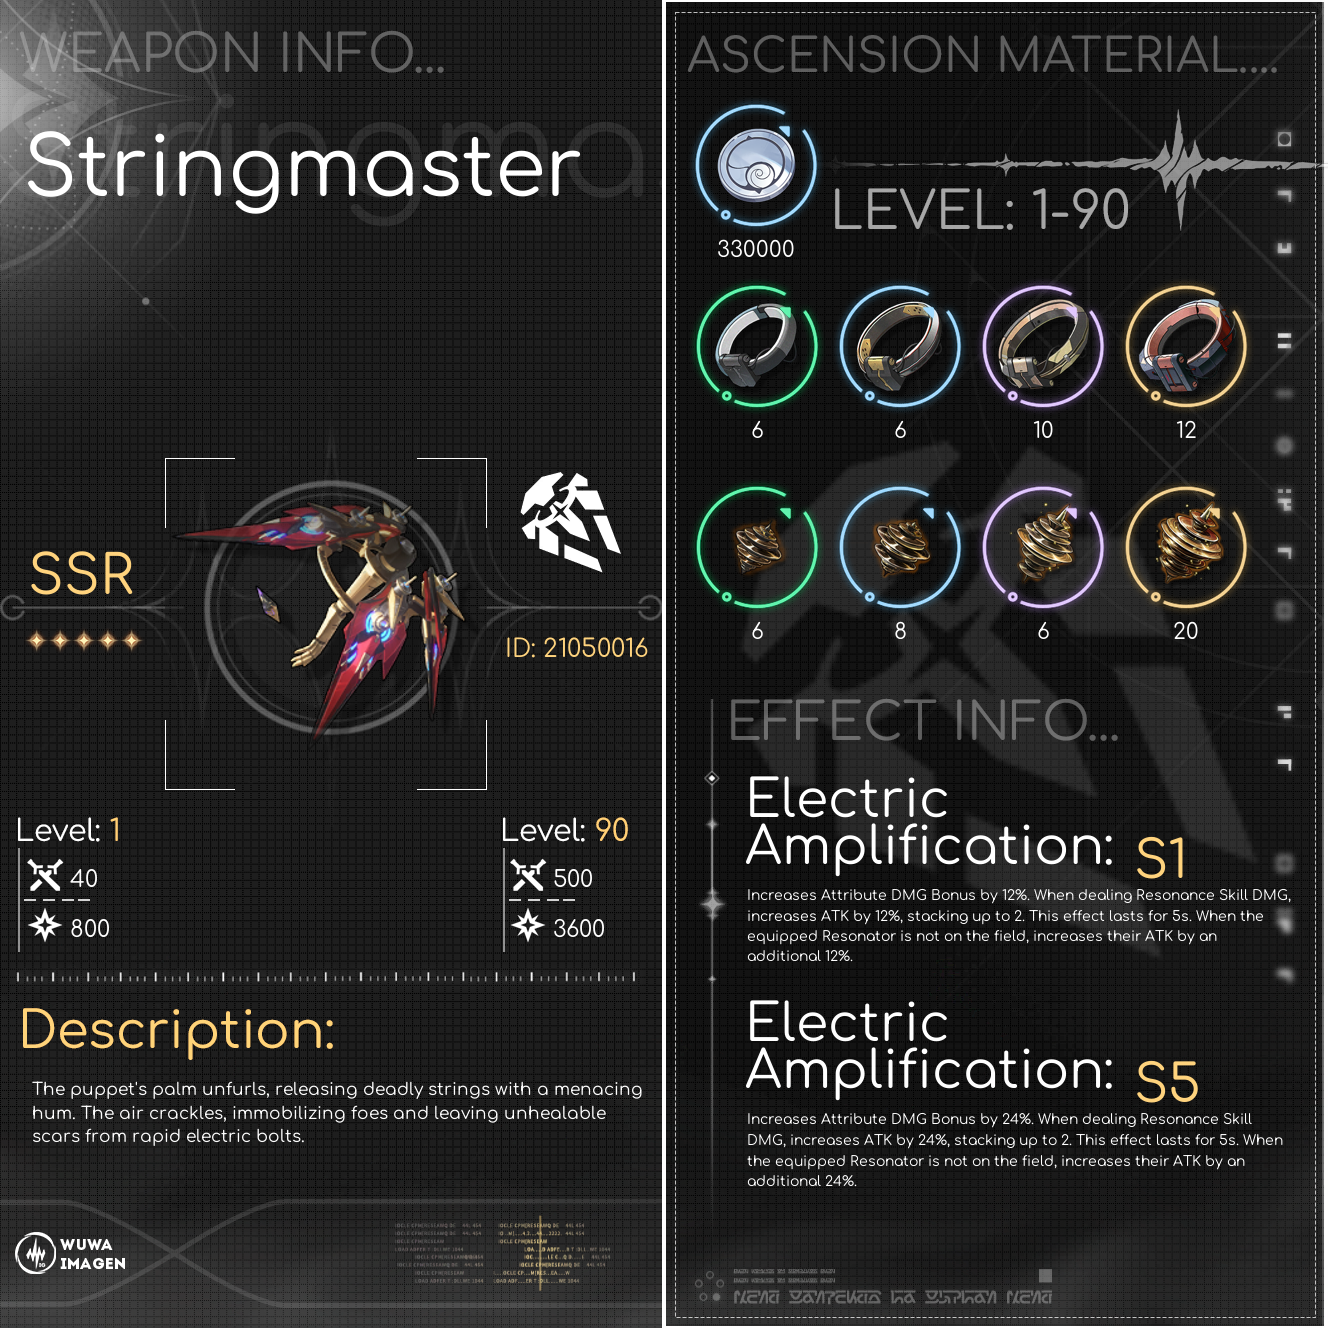 WEAPON INFO...
Stringmaster
SSR
ID: 21050016
Level: 1
40
800
Level: 90
500
3600
Description:
The puppet's palm unfurls, releasing deadly strings with a menacing
hum. The air crackles, immobilizing foes and leaving unhealable
scars from rapid electric bolts.
WUWA
IMAGEN
ASCENSION MATERIAL....
330000
LEVEL: 1-90
6 6 10 12
6 8 6 20
EFFECT INFO...
Electric
Amplification: S1
Increases Attribute DMG Bonus by 12%. When dealing Resonance Skill DMG,
increases ATK by 12%, stacking up to 2. This effect lasts for 5s. When the
equipped Resonator is not on the field, increases their ATK by an
additional 12%.
Electric
Amplification: S5
Increases Attribute DMG Bonus by 24%. When dealing Resonance Skill
DMG, increases ATK by 24%, stacking up to 2. This effect lasts for 5s. When
the equipped Resonator is not on the field, increases their ATK by an
additional 24%.